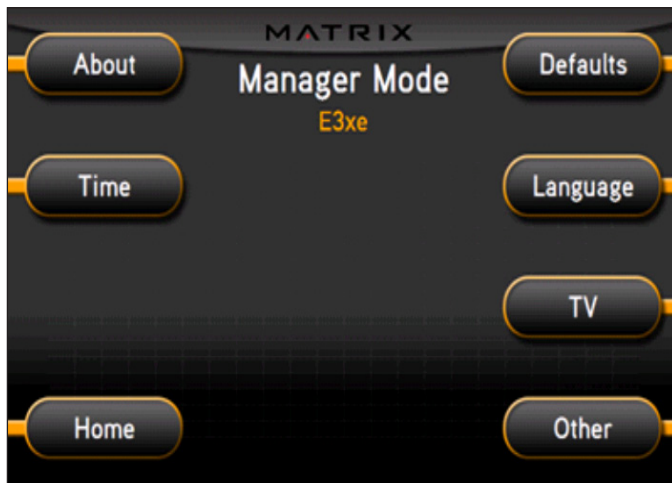 MATRIX
About
Manager Mode
Defaults
E3xe
Time
Language
TV
Home
Other